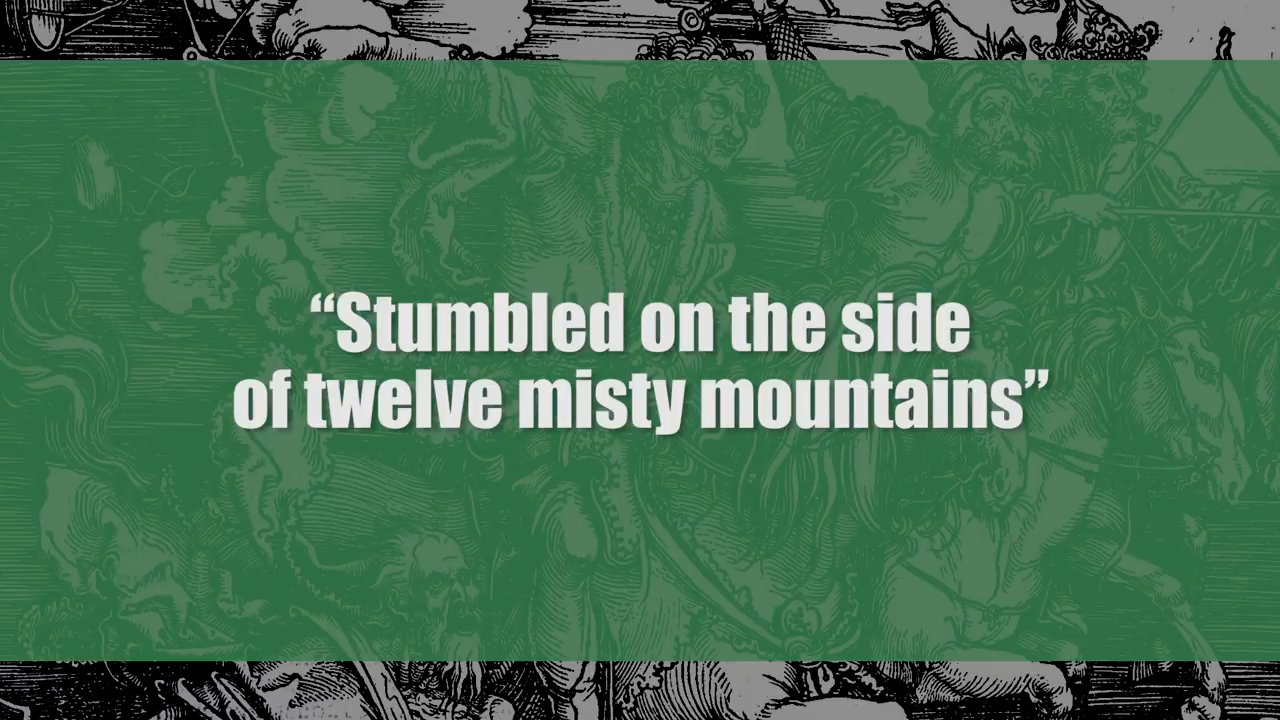 “Stumbled on the side
of twelve misty mountains”